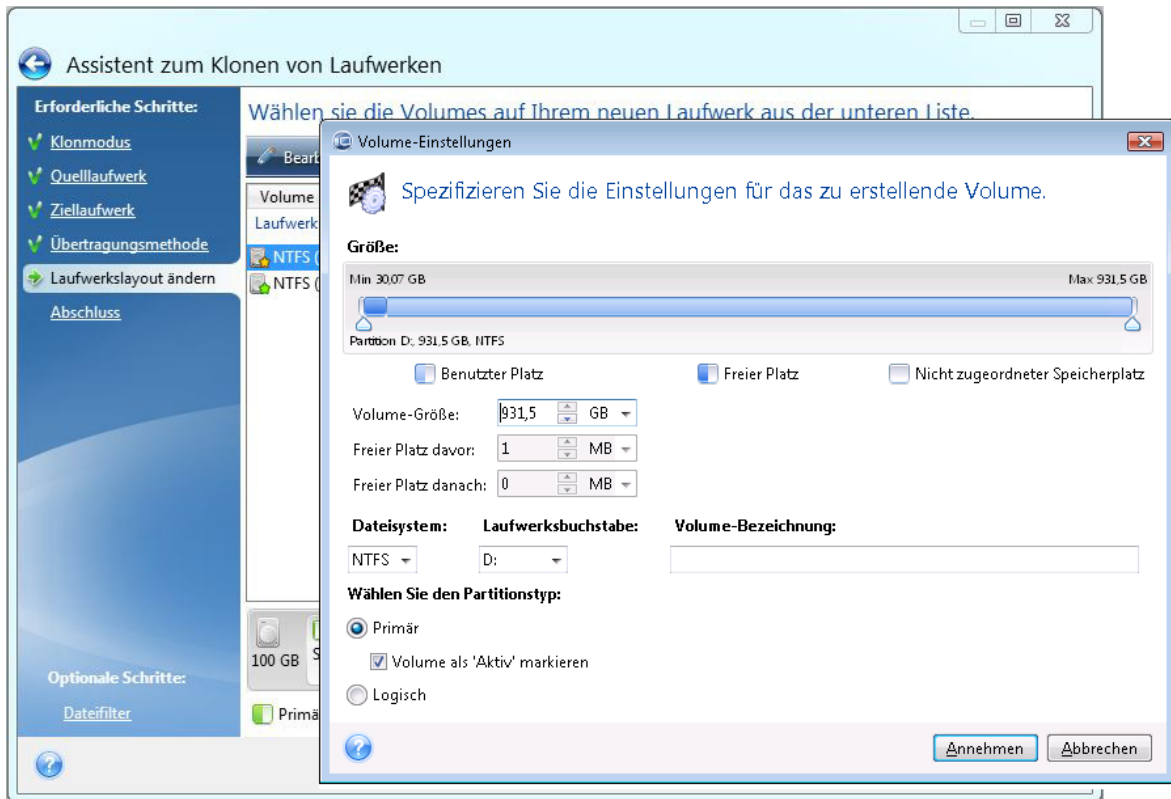 Assistent zum Klonen von Laufwerken
Erforderliche Schritte:
Klonmodus
Quelllaufwerk
Ziellaufwerk
Übertragungsmethode
Laufwerkslayout ändern
Abschluss
Optionale Schritte:
Dateifilter
Wählen sie die Volumes auf Ihrem neuen Laufwerk aus der unteren Liste.
Bearb
Volume
Laufwerk
NTFS (
NTFS (
100 GB S
Primä
Volume-Einstellungen
Spezifizieren Sie die Einstellungen für das zu erstellende Volume.
Größe:
Min 30,07 GB Max 931,5 GB
Partition D:, 931,5 GB, NTFS
Benutzter Platz Freier Platz Nicht zugeordneter Speicherplatz
Volume-Größe: 931,5 GB
Freier Platz davor: 1 MB
Freier Platz danach: 0 MB
Dateisystem: Laufwerksbuchstabe: Volume-Bezeichnung:
NTFS D:
Wählen Sie den Partitionstyp:
Primär
Volume als 'Aktiv' markieren
Logisch
Annehmen Abbrechen